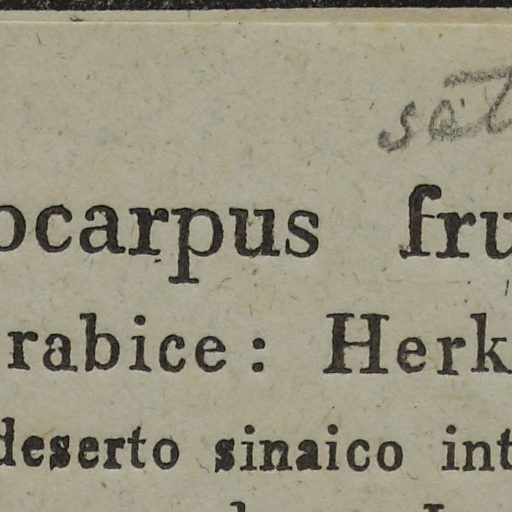 ocarpus fru
rabice: Herk
deserto sinaico int